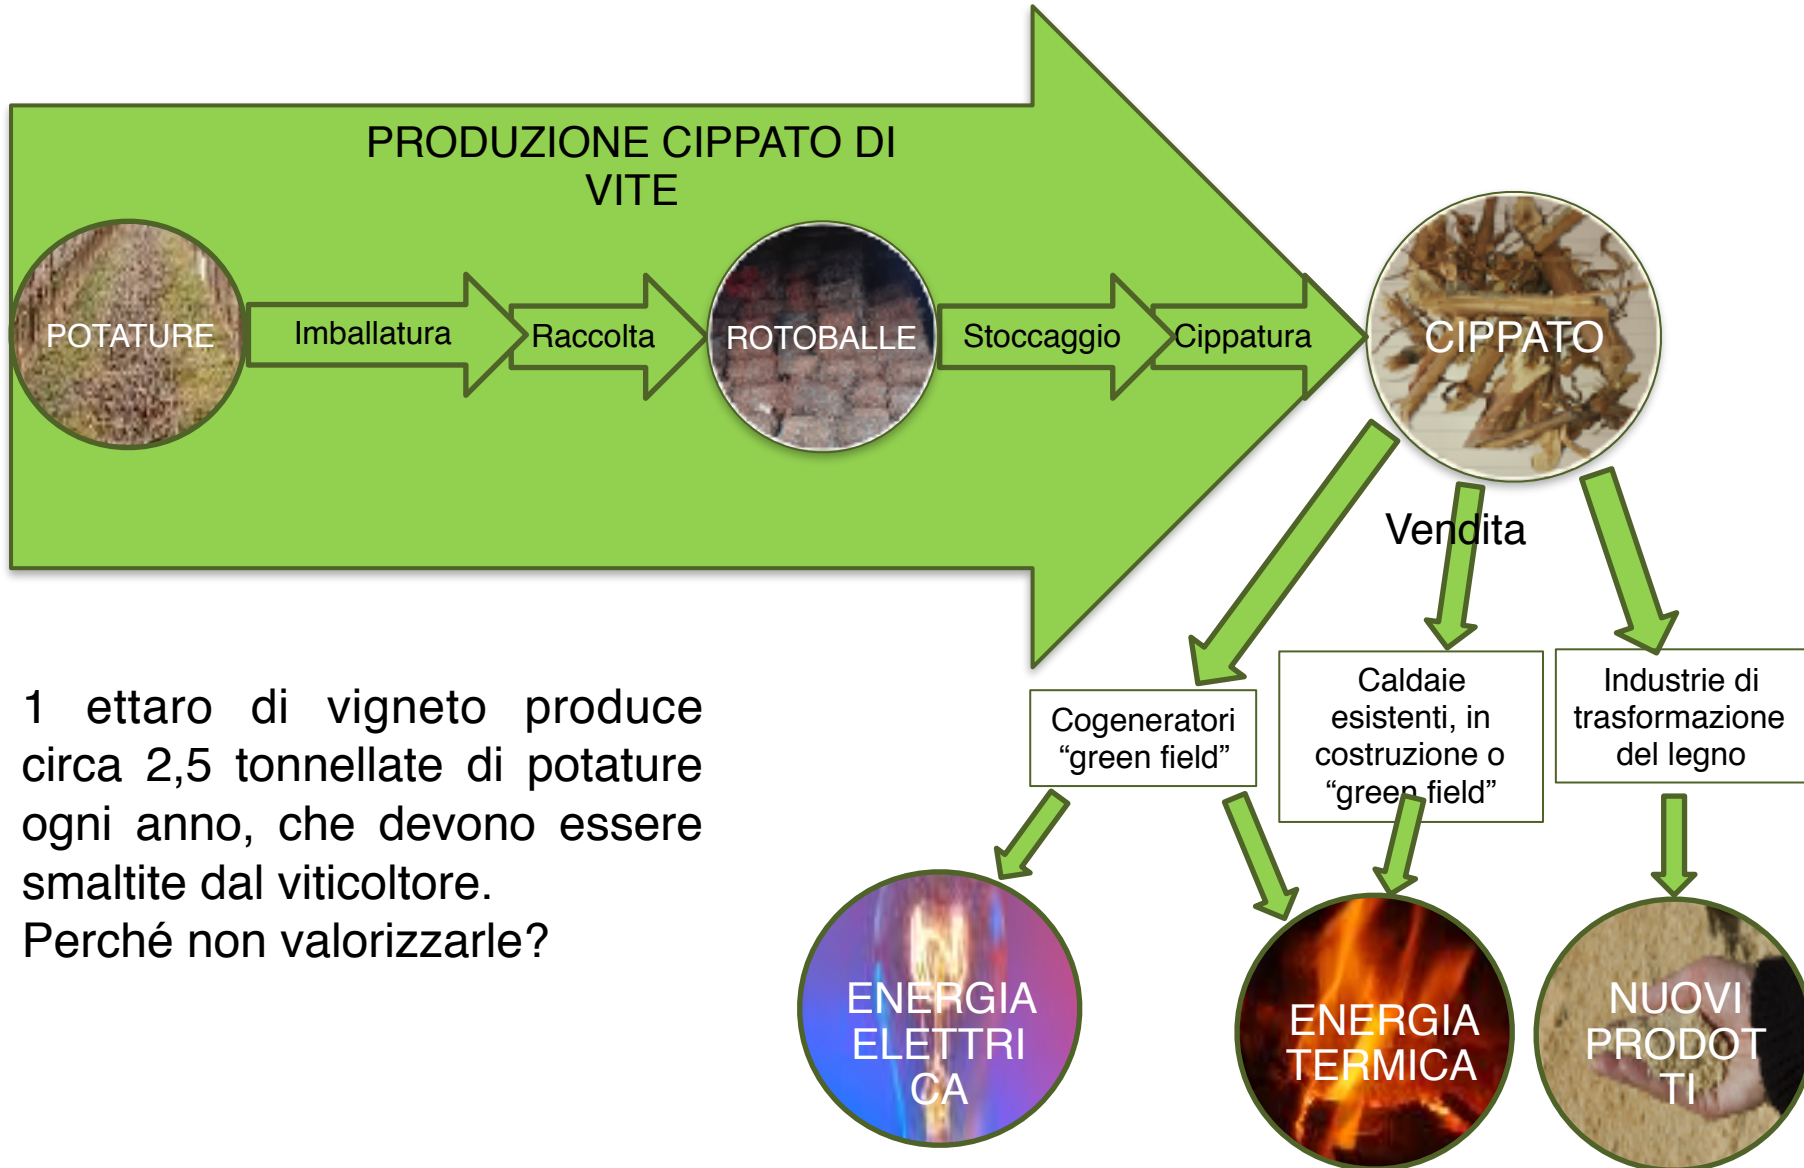 PRODUZIONE CIPPATO DI
VITE
POTATURE
Imballatura
Raccolta
ROTOBALLE
Stoccaggio
Cippatura
CIPPATO
Vendita
Cogeneratori
“green field”
Caldaie
esistenti, in
costruzione o
“green field”
Industrie di
trasformazione
del legno
1 ettaro di vigneto produce
circa 2,5 tonnellate di potature
ogni anno, che devono essere
smaltite dal viticoltore.
Perché non valorizzarle?
ENERGIA
ELETTRI
CA
ENERGIA
TERMICA
NUOVI
PRODOT
TI